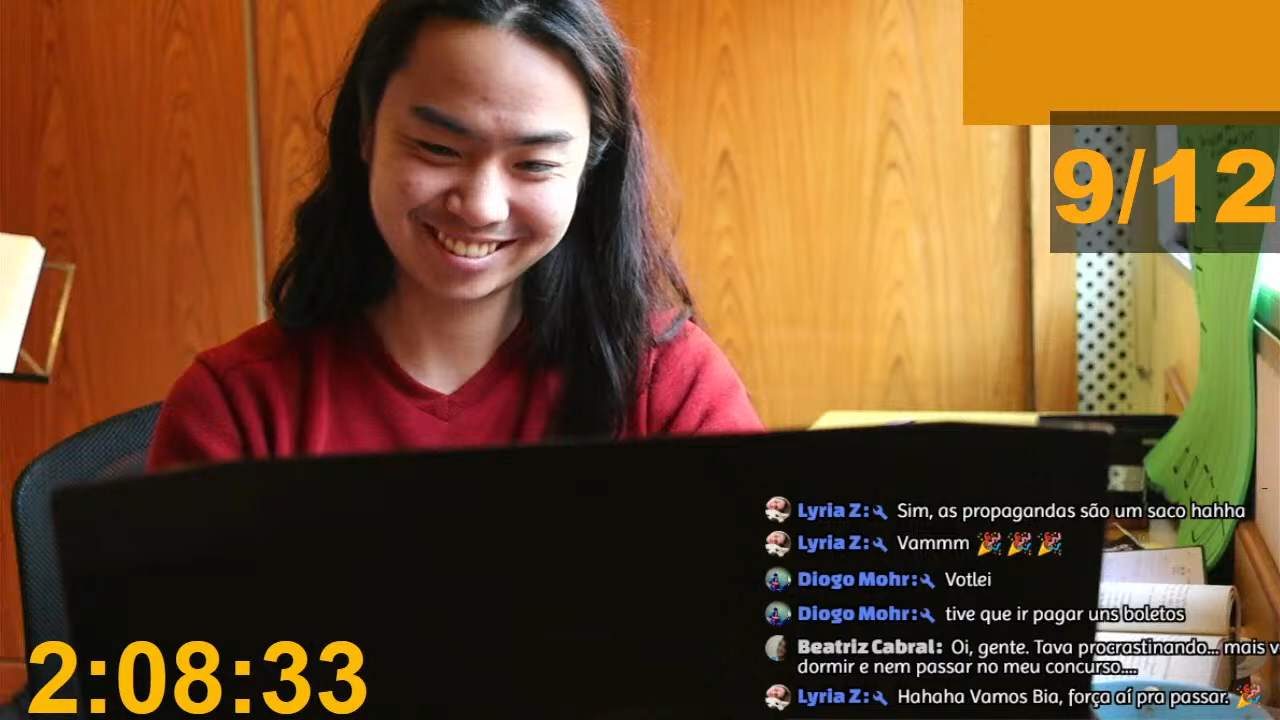 9/12
Lyria Z: Sim, as propagandas são um saco hahha
Lyria Z: Vammm 🎉 🎉 🎉
Diogo Mohr: Votlei
Diogo Mohr: tive que ir pagar uns boletos
Beatriz Cabral: Oi, gente. Tava procrastinando... mais
dormir e nem passar no meu concurso....
Lyria Z: Hahaha Vamos Bia, força aí pra passar. 🎉
2:08:33